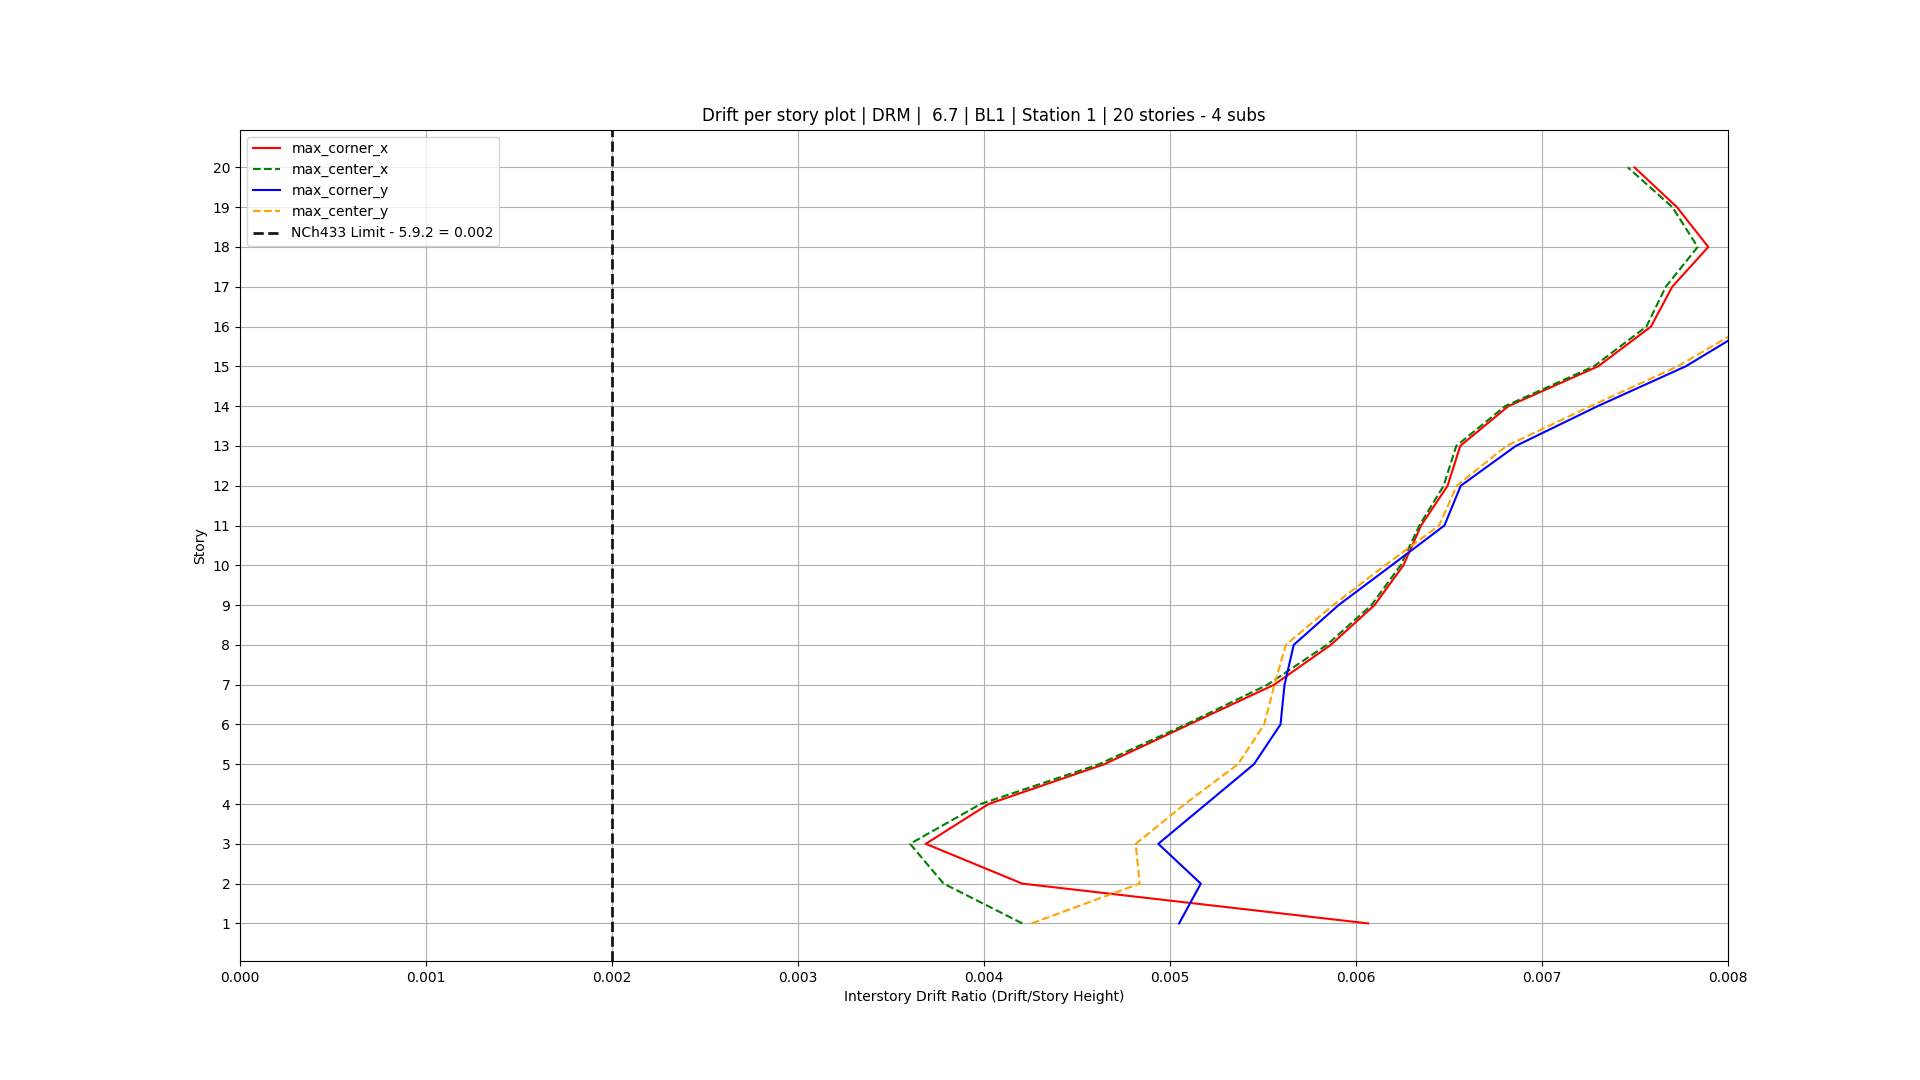 Drift per story plot | DRM |  6.7 | BL1 | Station 1 | 20 stories - 4 subs
max_corner_x
max_center_x
max_corner_y
max_center_y
NCh433 Limit - 5.9.2 = 0.002
20
19
18
17
16
15
14
13
12
11
10
9
8
7
6
5
4
3
2
1
Story
0.000 0.001 0.002 0.003 0.004 0.005 0.006 0.007 0.008
Interstory Drift Ratio (Drift/Story Height)